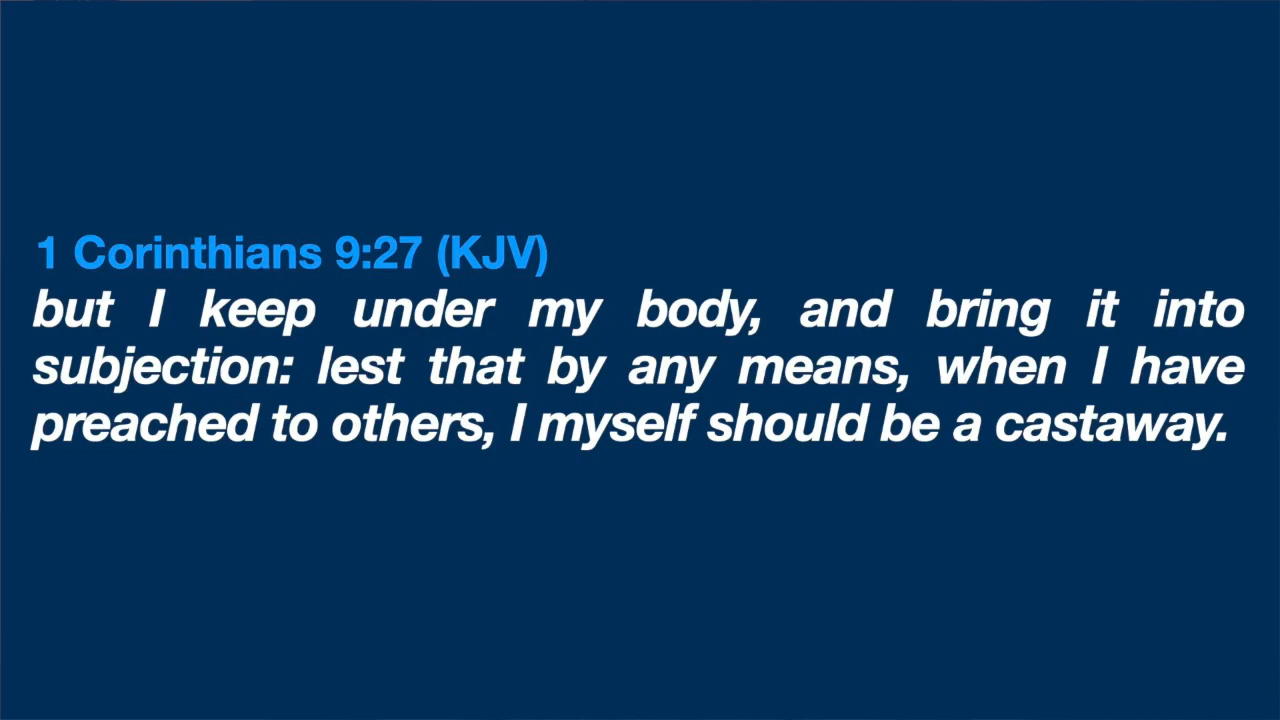 1 Corinthians 9:27 (KJV)
but I keep under my body, and bring it into
subjection: lest that by any means, when I have
preached to others, I myself should be a castaway.